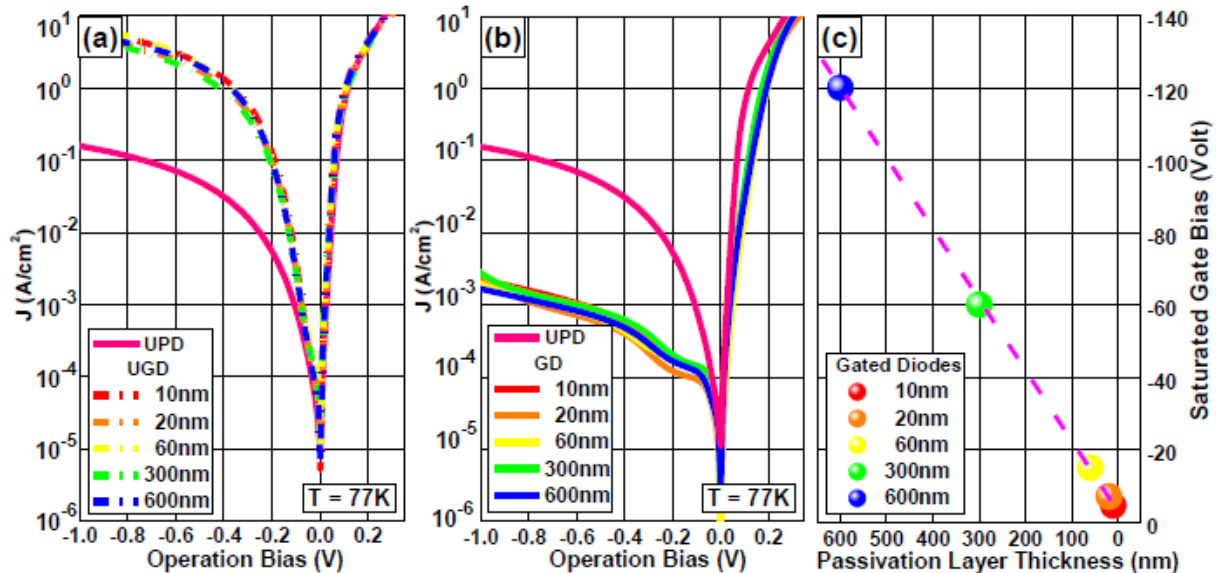 (a)
10^1
10^0
10^-1
10^-2
10^-3
10^-4
10^-5
10^-6
J (A/cm^2)
UPD
UGD
10nm
20nm
60nm
300nm
600nm
T = 77K
-1.0 -0.8 -0.6 -0.4 -0.2 0.0 0.2
Operation Bias (V)
(b)
10^1
10^0
10^-1
10^-2
10^-3
10^-4
10^-5
10^-6
J (A/cm^2)
UPD
GD
10nm
20nm
60nm
300nm
600nm
T = 77K
-1.0 -0.8 -0.6 -0.4 -0.2 0.0 0.2
Operation Bias (V)
(c)
-140
-120
-100
-80
-60
-40
-20
0
Saturated Gate Bias (Volt)
Gated Diodes
10nm
20nm
60nm
300nm
600nm
600 500 400 300 200 100 0
Passivation Layer Thickness (nm)